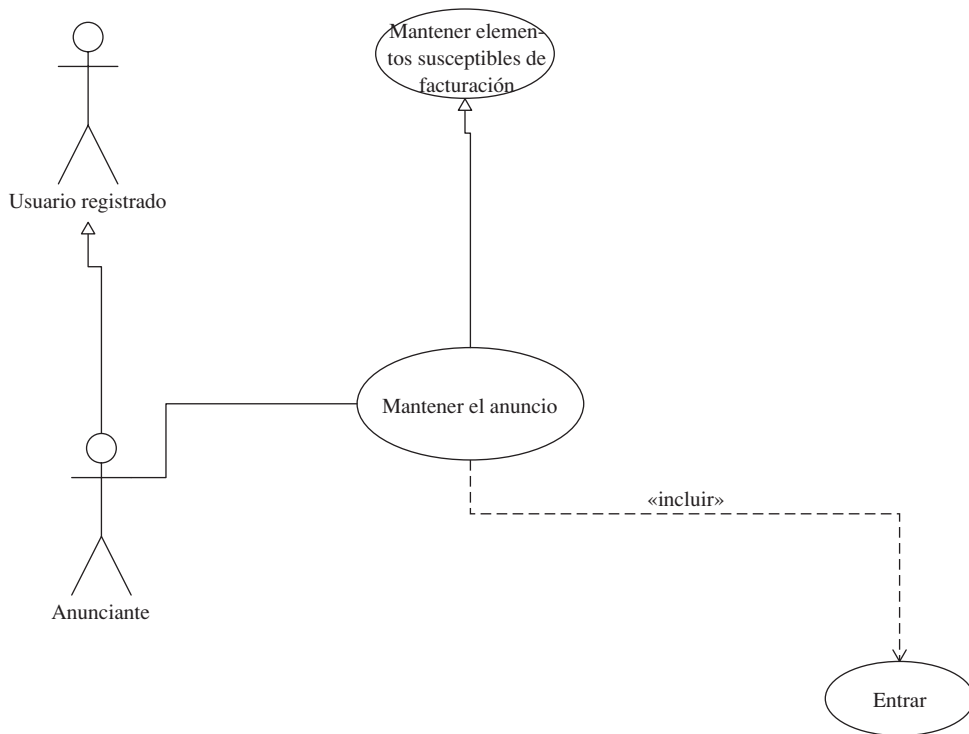 Mantener elemen-
tos susceptibles de
facturación
Usuario registrado
Mantener el anuncio
«incluir»
Anunciante
Entrar